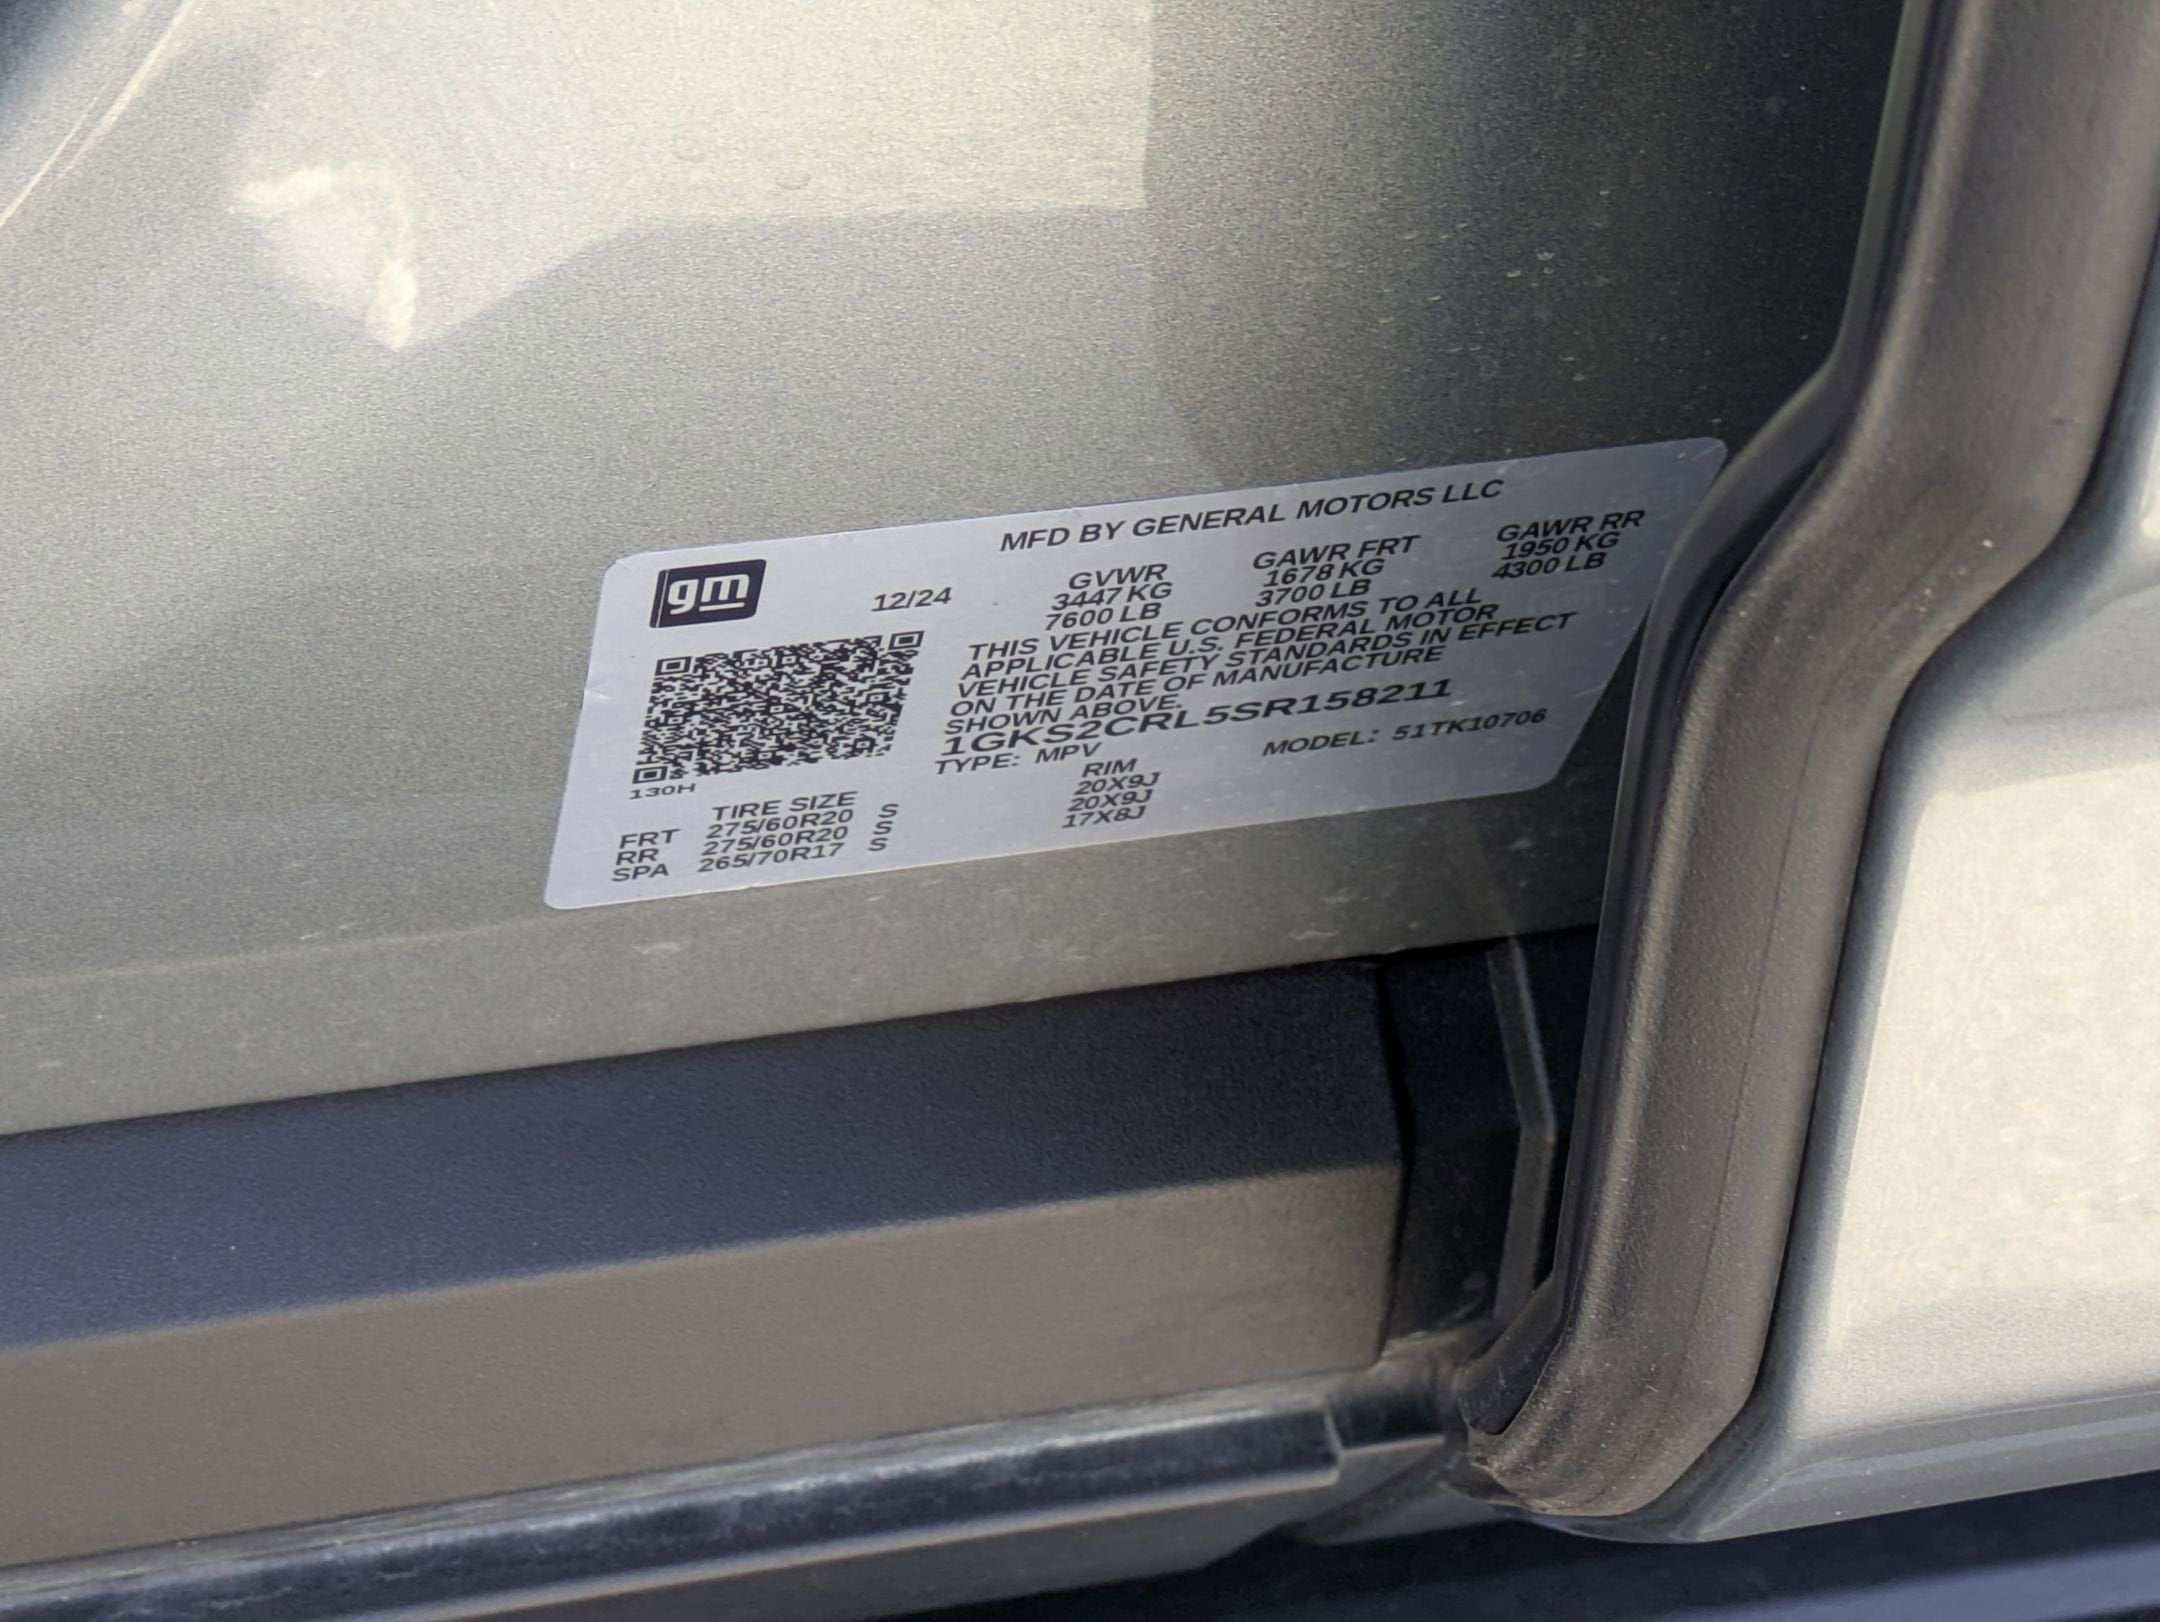 MFD BY GENERAL MOTORS LLC
gm
12/24
GVWR GAWR FRT GAWR RR
3447 KG 1678 KG 1950 KG
7600 LB 3700 LB 4300 LB
THIS VEHICLE CONFORMS TO ALL
APPLICABLE U.S. FEDERAL MOTOR
VEHICLE SAFETY STANDARDS IN EFFECT
ON THE DATE OF MANUFACTURE
SHOWN ABOVE.
1GKS2CRL5SR158211
TYPE: MPV MODEL: 51TK10706
130H
TIRE SIZE RIM
FRT 275/60R20 S 20X9J
RR 275/60R20 S 20X9J
SPA 265/70R17 S 17X8J